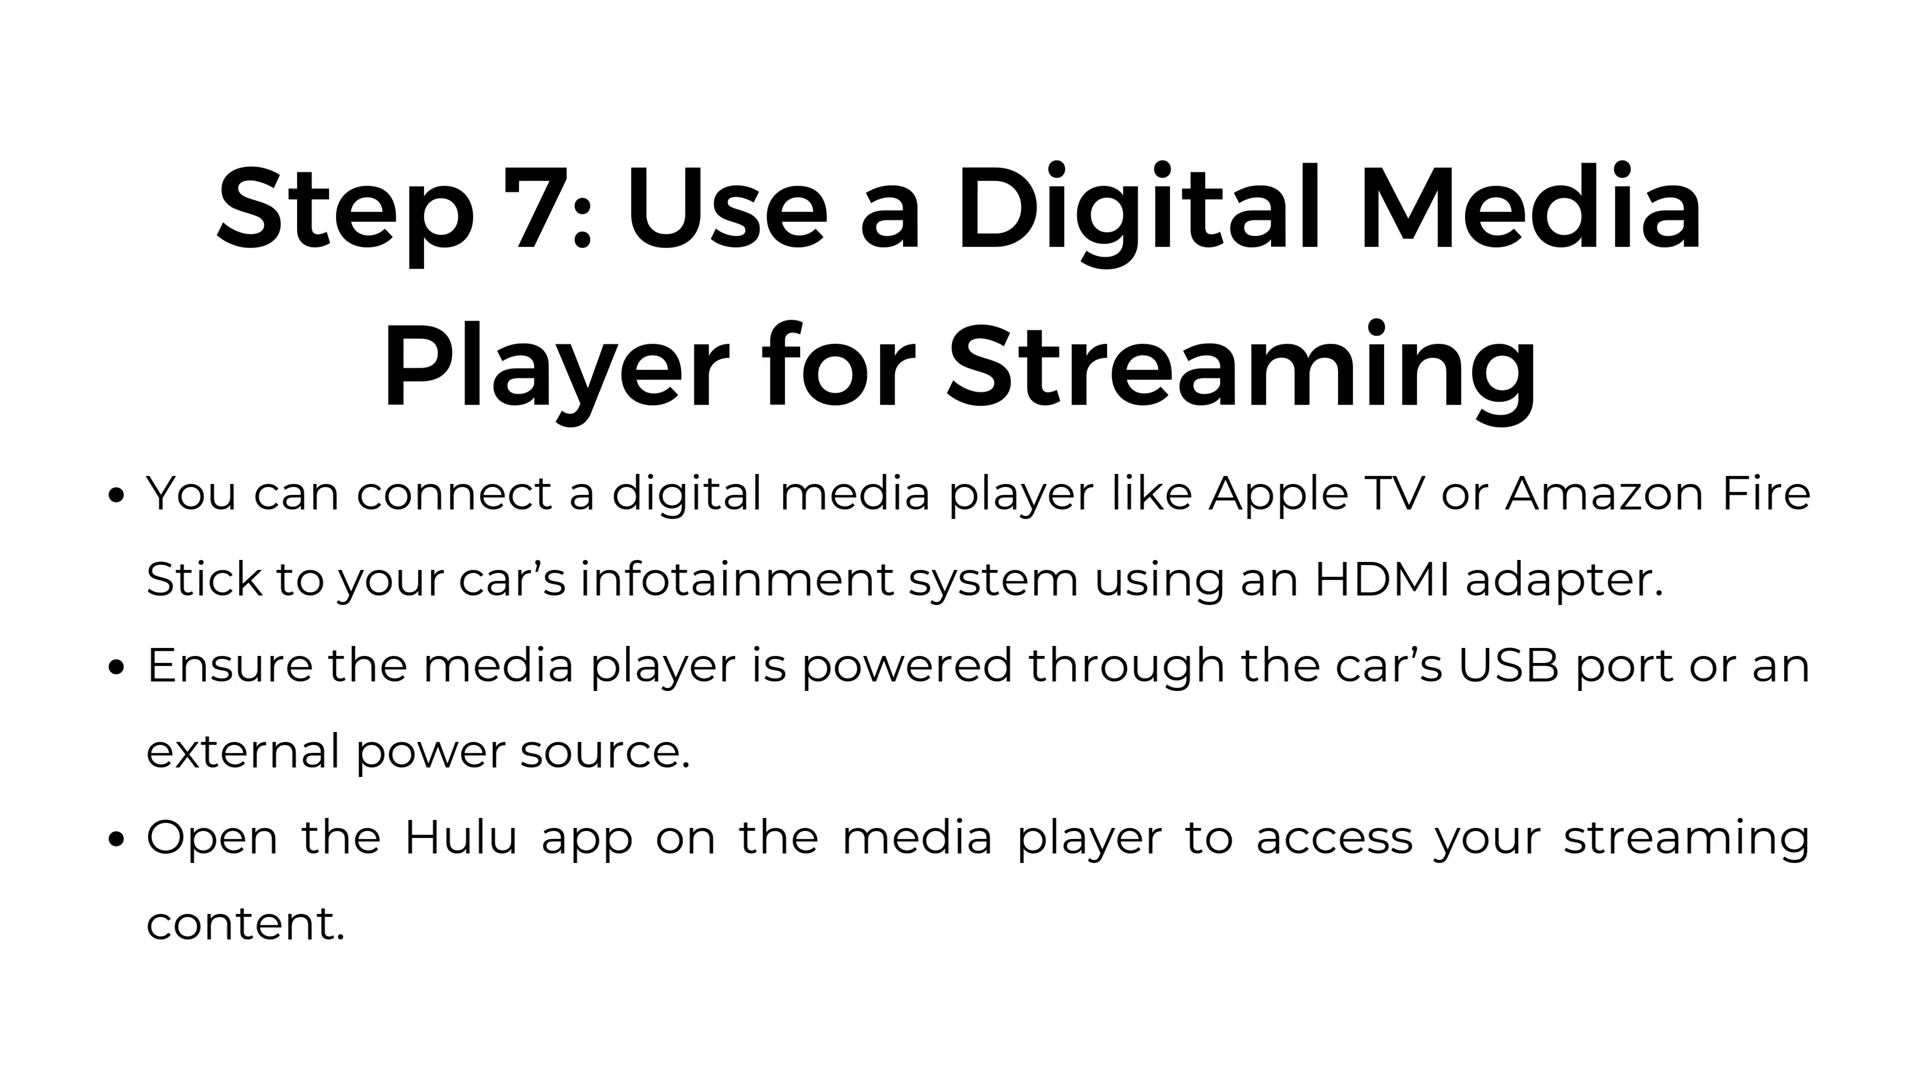 Step 7: Use a Digital Media
Player for Streaming
• You can connect a digital media player like Apple TV or Amazon Fire
Stick to your car’s infotainment system using an HDMI adapter.
• Ensure the media player is powered through the car’s USB port or an
external power source.
• Open the Hulu app on the media player to access your streaming
content.